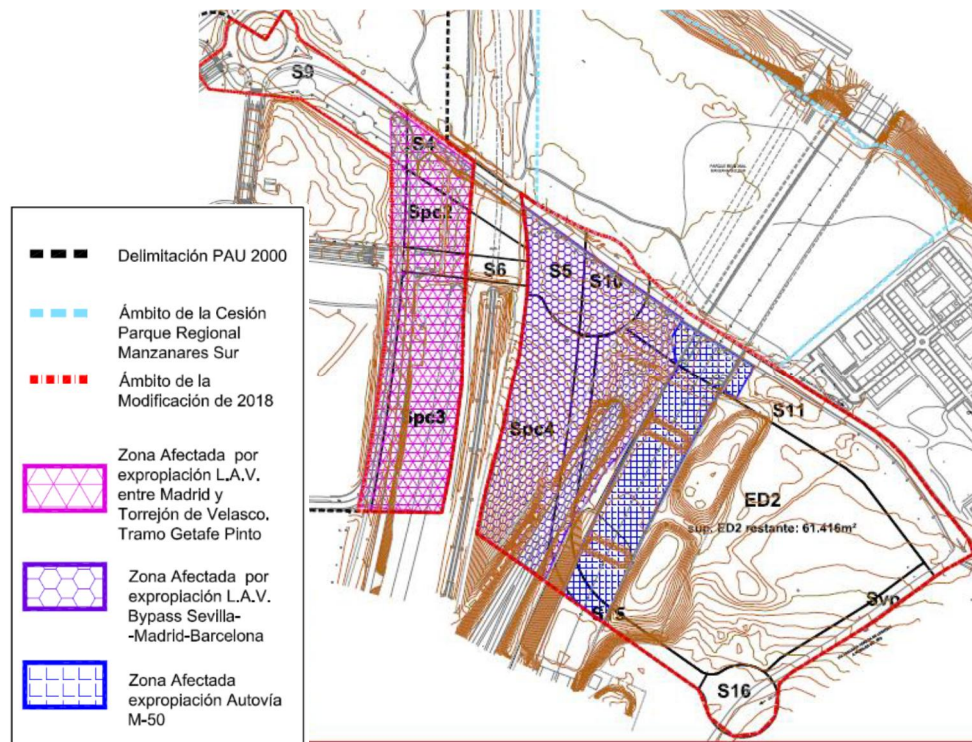 Delimitación PAU 2000
Ámbito de la Cesión
Parque Regional
Manzanares Sur
Ámbito de la
Modificación de 2018
Zona Afectada por
expropiación L.A.V.
entre Madrid y
Torrejón de Velasco.
Tramo Getafe Pinto
Zona Afectada por
expropiación L.A.V.
Bypass Sevilla-
-Madrid-Barcelona
Zona Afectada
expropiación Autovía
M-50
S9
S4
Spc2
S6
S5
S10
Spc3
Spc4
S11
ED2
sup. ED2 restante: 61.416m²
Svp
S16